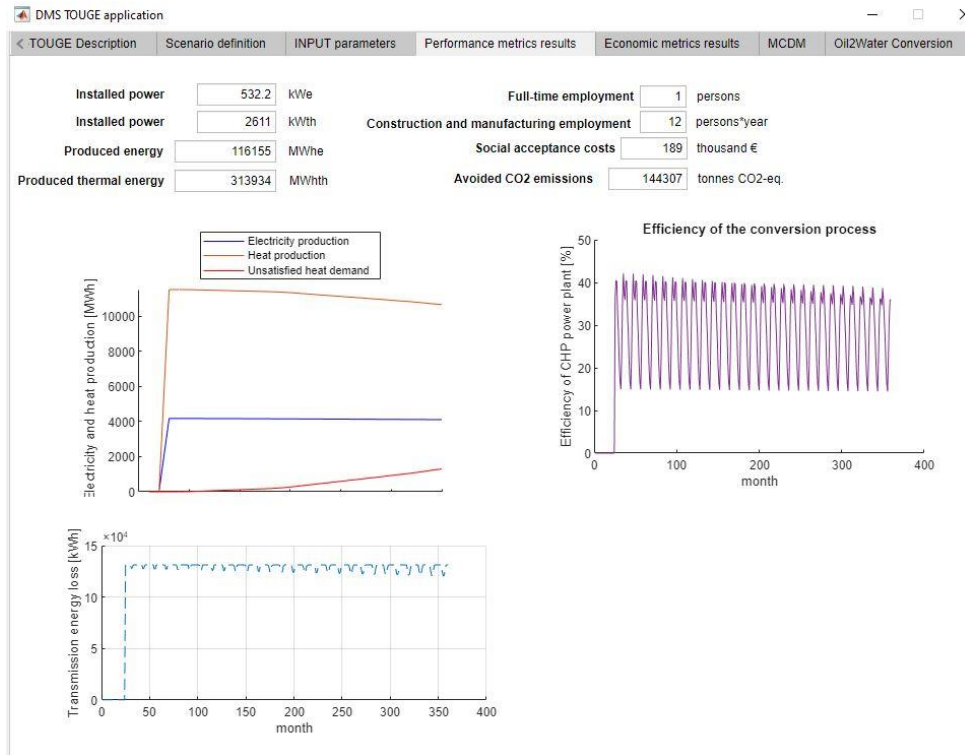 DMS TOUGE application
< TOUGE Description Scenario definition INPUT parameters Performance metrics results Economic metrics results MCDM Oil2Water Conversion
Installed power 532.2 kWe
Installed power 2611 kWth
Produced energy 116155 MWhe
Produced thermal energy 313934 MWhth
Full-time employment 1 persons
Construction and manufacturing employment 12 persons*year
Social acceptance costs 189 thousand €
Avoided CO2 emissions 144307 tonnes CO2-eq.
Electricity production
Heat production
Unsatisfied heat demand
Electricity and heat production [MWh]
10000
8000
6000
4000
2000
0
Efficiency of the conversion process
Efficiency of CHP power plant [%]
50
40
30
20
10
0
0 100 200 300 400
month
Transmission energy loss [kWh]
×10⁴
15
10
5
0
0 50 100 150 200 250 300 350 400
month